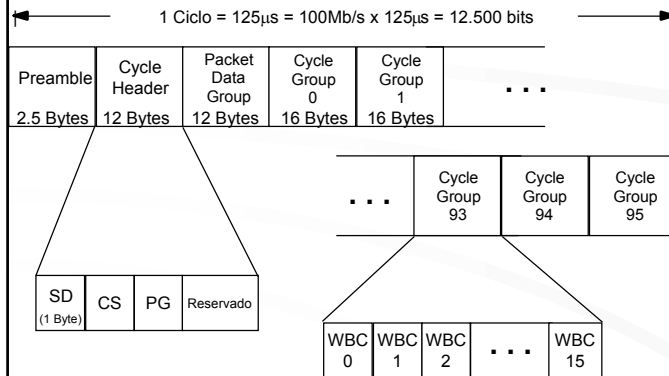 1 Ciclo = 125µs = 100Mb/s x 125µs = 12.500 bits
Preamble
2.5 Bytes
Cycle
Header
12 Bytes
Packet
Data
Group
12 Bytes
Cycle
Group
0
16 Bytes
Cycle
Group
1
16 Bytes
. . .
. . .
Cycle
Group
93
Cycle
Group
94
Cycle
Group
95
SD
(1 Byte)
CS
PG
Reservado
WBC
0
WBC
1
WBC
2
. . .
WBC
15